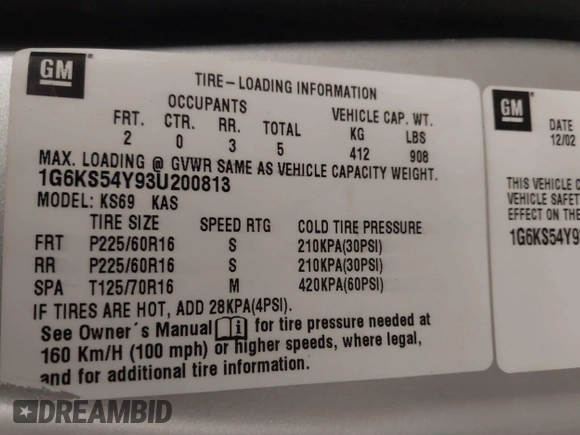 GM
TIRE-LOADING INFORMATION
OCCUPANTS VEHICLE CAP. WT.
FRT. CTR. RR. TOTAL KG LBS
2 0 3 5 412 908
MAX. LOADING @ GVWR SAME AS VEHICLE CAPACITY WEIGHT.
1G6KS54Y93U200813
MODEL: KS69 KAS
TIRE SIZE SPEED RTG COLD TIRE PRESSURE
FRT P225/60R16 S 210KPA(30PSI)
RR P225/60R16 S 210KPA(30PSI)
SPA T125/70R16 M 420KPA(60PSI)
IF TIRES ARE HOT, ADD 28KPA(4PSI).
See Owner´s Manual for tire pressure needed at
160 Km/H (100 mph) or higher speeds, where legal,
and for additional tire information.
GM
DATE
12/02
THIS VEHICLE C
VEHICLE SAFET
EFFECT ON THE
1G6KS54Y9
DREAMBID